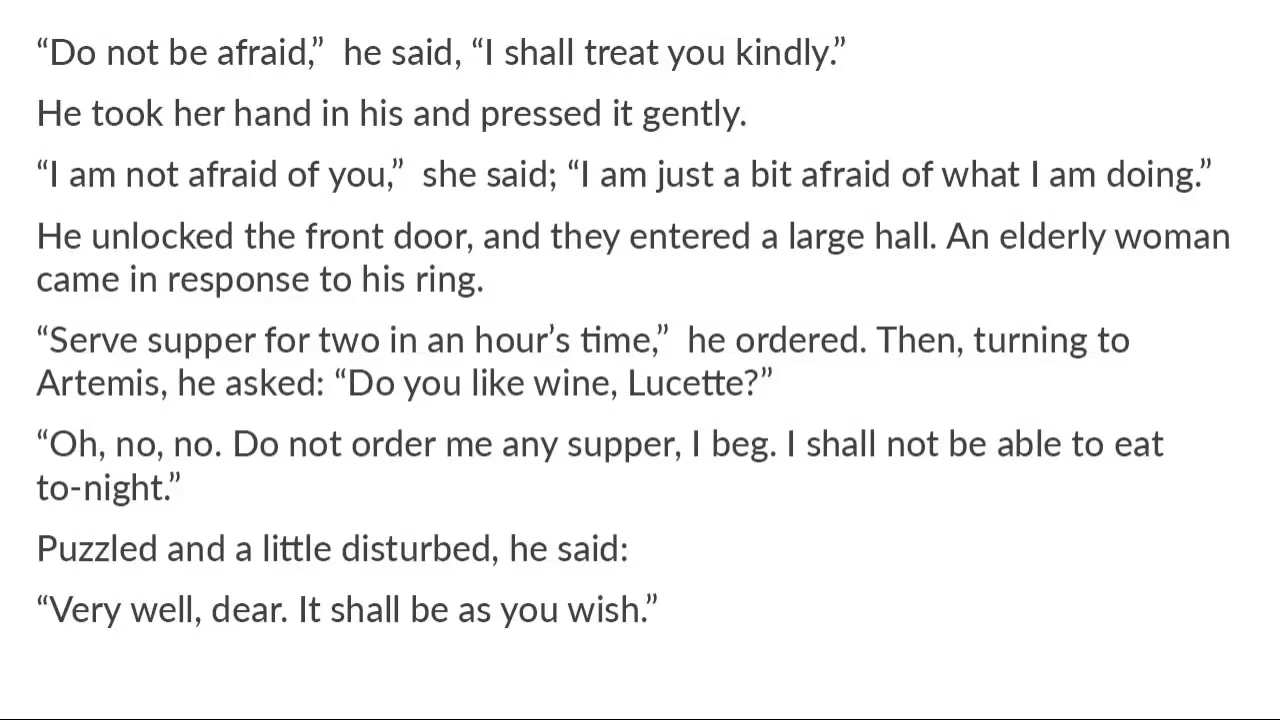 “Do not be afraid,”  he said, “I shall treat you kindly.”
He took her hand in his and pressed it gently.
“I am not afraid of you,”  she said; “I am just a bit afraid of what I am doing.”
He unlocked the front door, and they entered a large hall. An elderly woman
came in response to his ring.
“Serve supper for two in an hour’s time,”  he ordered. Then, turning to
Artemis, he asked: “Do you like wine, Lucette?”
“Oh, no, no. Do not order me any supper, I beg. I shall not be able to eat
to-night.”
Puzzled and a little disturbed, he said:
“Very well, dear. It shall be as you wish.”